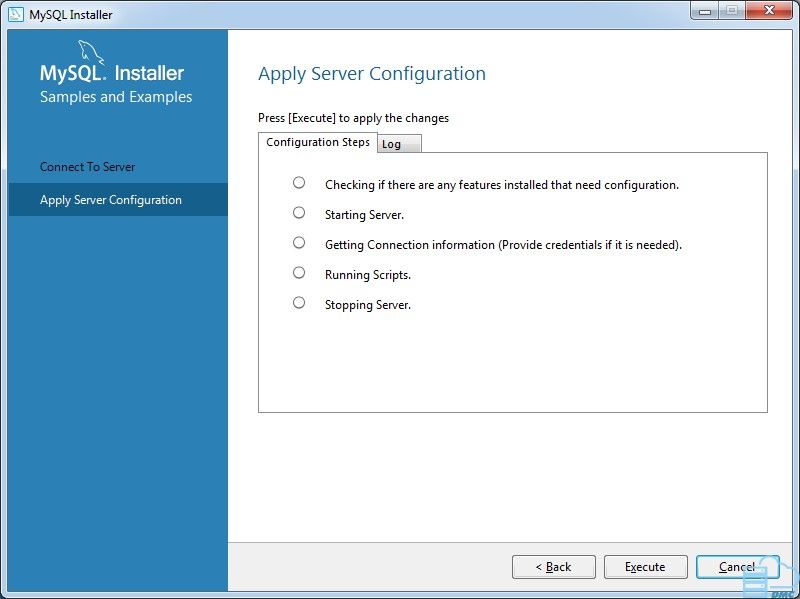 MySQL Installer
MySQL. Installer
Samples and Examples
Connect To Server
Apply Server Configuration
Apply Server Configuration
Press [Execute] to apply the changes
Configuration Steps
Log
Checking if there are any features installed that need configuration.
Starting Server.
Getting Connection information (Provide credentials if it is needed).
Running Scripts.
Stopping Server.
< Back
Execute
Cancel
DMC